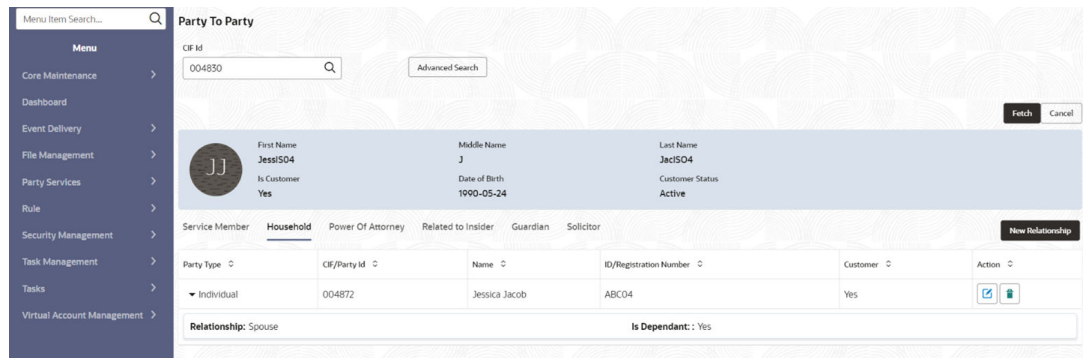 Menu Item Search...
Menu
Core Maintenance
Dashboard
Event Delivery
File Management
Party Services
Rule
Security Management
Task Management
Tasks
Virtual Account Management
Party To Party
CIF Id
004830
Advanced Search
Fetch Cancel
JJ
First Name Middle Name Last Name
JessIS04 J JacISO4
Is Customer Date of Birth Customer Status
Yes 1990-05-24 Active
Service Member Household Power Of Attorney Related to Insider Guardian Solicitor New Relationship
Party Type CIF/Party Id Name ID/Registration Number Customer Action
Individual 004872 Jessica Jacob ABC04 Yes
Relationship: Spouse Is Dependant: : Yes